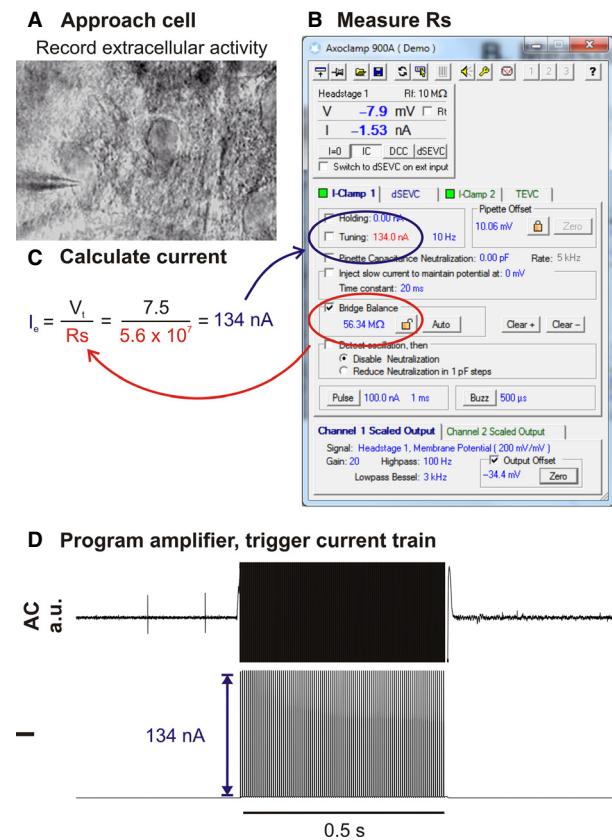 A Approach cell
Record extracellular activity
B Measure Rs
Axoclamp 900A ( Demo )
1 2 3 ?
Headstage 1 Rf: 10 MΩ
V −7.9 mV Rt
I −1.53 nA
I=0 IC DCC dSEVC
Switch to dSEVC on ext input
I-Clamp 1 dSEVC I-Clamp 2 TEVC
Holding: 0.00 nA
Tuning: 134.0 nA 10 Hz
Pipette Offset
10.06 mV Zero
Pipette Capacitance Neutralization: 0.00 pF Rate: 5 kHz
Inject slow current to maintain potential at: 0 mV
Time constant: 20 ms
Bridge Balance
56.34 MΩ Auto Clear + Clear −
Detect oscillation, then
Disable Neutralization
Reduce Neutralization in 1 pF steps
Pulse 100.0 nA 1 ms Buzz 500 µs
Channel 1 Scaled Output Channel 2 Scaled Output
Signal: Headstage 1, Membrane Potential ( 200 mV/mV )
Gain: 20 Highpass: 100 Hz Output Offset
Lowpass Bessel: 3 kHz −34.4 mV Zero
C Calculate current
Ie = Vt / Rs = 7.5 / 5.6 x 10⁷ = 134 nA
D Program amplifier, trigger current train
AC
a.u.
I
134 nA
0.5 s